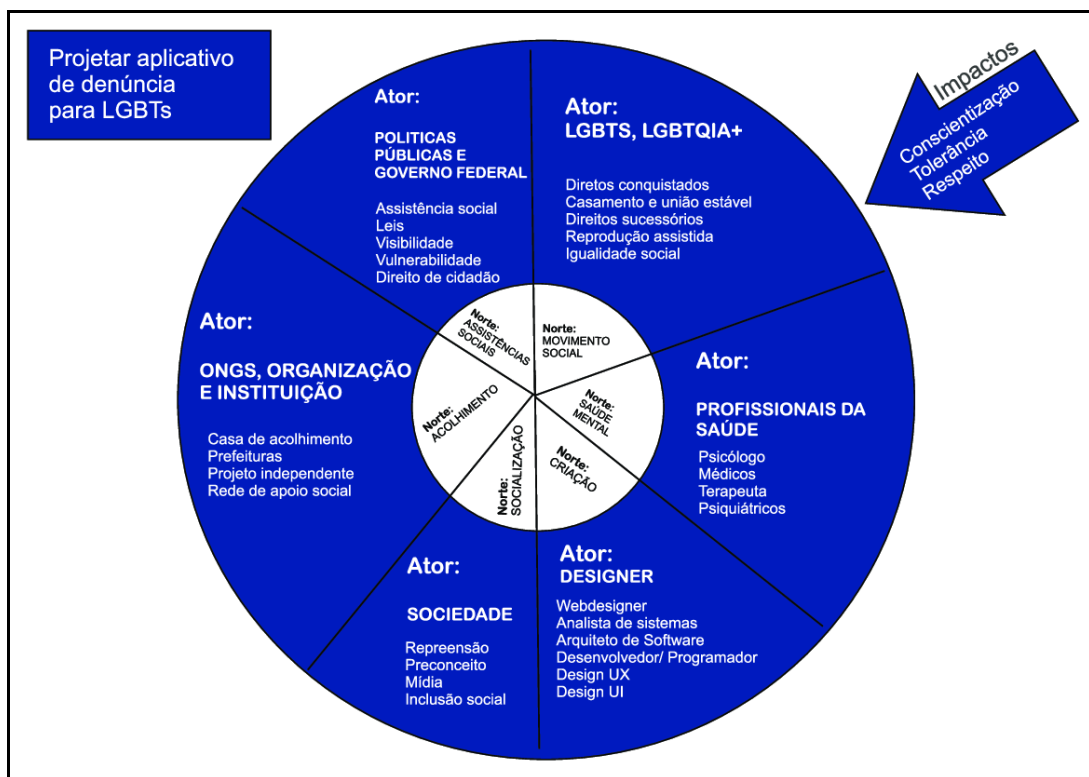 Projetar aplicativo
de denúncia
para LGBTs
Impactos
Conscientização
Tolerância
Respeito
Ator:
POLITICAS
PÚBLICAS E
GOVERNO FEDERAL
Assistência social
Leis
Visibilidade
Vulnerabilidade
Direito de cidadão
Ator:
LGBTS, LGBTQIA+
Diretos conquistados
Casamento e união estável
Direitos sucessórios
Reprodução assistida
Igualdade social
Ator:
ONGS, ORGANIZAÇÃO
E INSTITUIÇÃO
Casa de acolhimento
Prefeituras
Projeto independente
Rede de apoio social
Norte:
ASSISTÊNCIAS
SOCIAIS
Norte:
MOVIMENTO
SOCIAL
Norte:
ACOLHIMENTO
Norte:
SAÚDE
MENTAL
Norte:
SOCIALIZAÇÃO
Norte:
CRIAÇÃO
Ator:
PROFISSIONAIS DA
SAÚDE
Psicólogo
Médicos
Terapeuta
Psiquiátricos
Ator:
SOCIEDADE
Repreensão
Preconceito
Mídia
Inclusão social
Ator:
DESIGNER
Webdesigner
Analista de sistemas
Arquiteto de Software
Desenvolvedor/ Programador
Design UX
Design UI